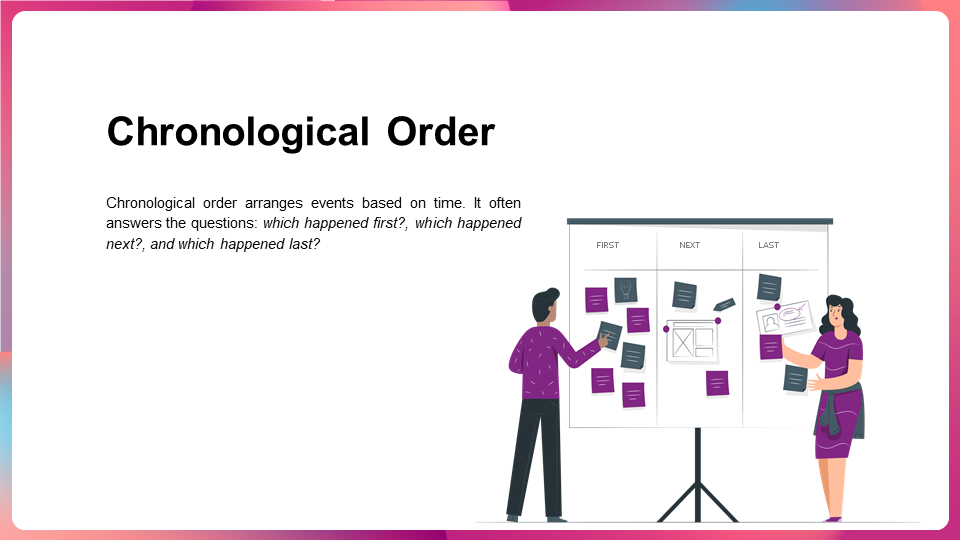 Chronological Order
Chronological order arranges events based on time. It often
answers the questions: which happened first?, which happened
next?, and which happened last?
FIRST
NEXT
LAST